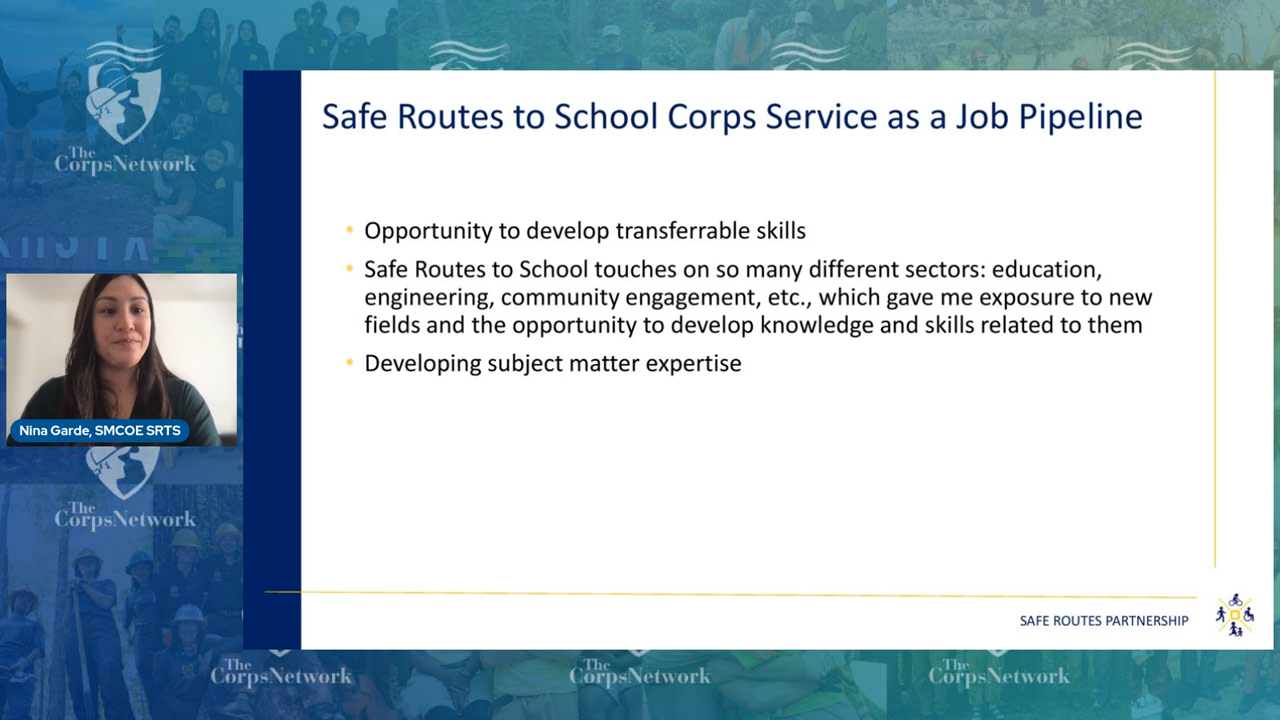 The
CorpsNetwork
Safe Routes to School Corps Service as a Job Pipeline
• Opportunity to develop transferrable skills
• Safe Routes to School touches on so many different sectors: education,
engineering, community engagement, etc., which gave me exposure to new
fields and the opportunity to develop knowledge and skills related to them
• Developing subject matter expertise
Nina Garde, SMCOE SRTS
The
CorpsNetwork
SAFE ROUTES PARTNERSHIP
The
CorpsNetwork
The
CorpsNetwork
The
CorpsNetwork